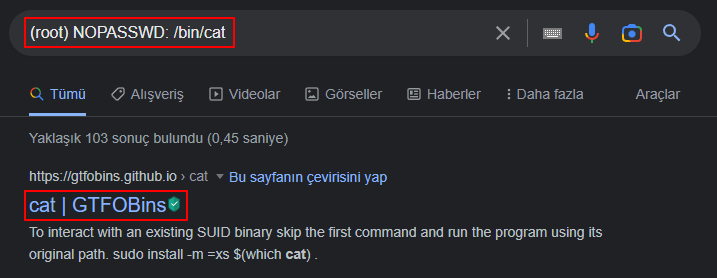 (root) NOPASSWD: /bin/cat
Tümü Alışveriş Videolar Görseller Haberler Daha fazla Araçlar
Yaklaşık 103 sonuç bulundu (0,45 saniye)
https://gtfobins.github.io › cat Bu sayfanın çevirisini yap
cat | GTFOBins
To interact with an existing SUID binary skip the first command and run the program using its
original path. sudo install -m =xs $(which cat) .